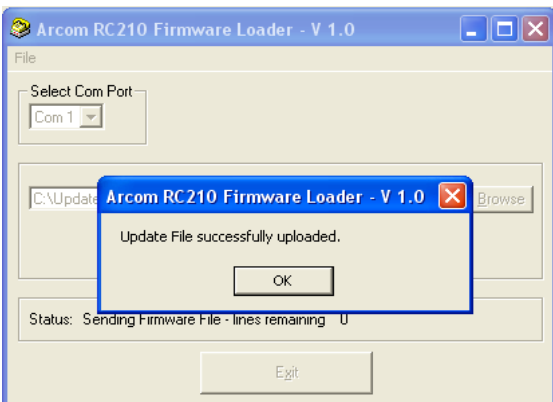 Arcom RC210 Firmware Loader - V 1.0
File
Select Com Port
Com 1
C:\Update
Browse
Arcom RC210 Firmware Loader - V 1.0
Update File successfully uploaded.
OK
Status: Sending Firmware File - lines remaining 0
Exit